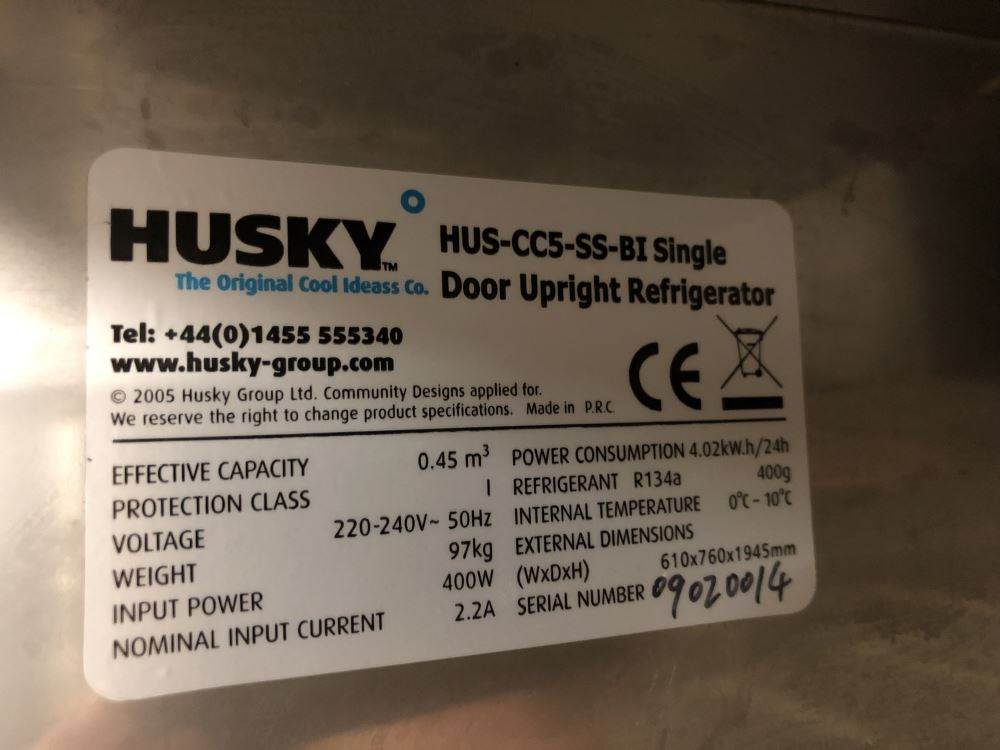 HUSKY™
The Original Cool Ideass Co.
HUS-CC5-SS-BI Single
Door Upright Refrigerator
Tel: +44(0)1455 555340
www.husky-group.com
© 2005 Husky Group Ltd. Community Designs applied for.
We reserve the right to change product specifications. Made in P.R.C
CE
EFFECTIVE CAPACITY 0.45 m³
PROTECTION CLASS I
VOLTAGE 220-240V~ 50Hz
WEIGHT 97kg
INPUT POWER 400W
NOMINAL INPUT CURRENT 2.2A
POWER CONSUMPTION 4.02kW.h/24h
REFRIGERANT R134a 400g
INTERNAL TEMPERATURE 0°C - 10°C
EXTERNAL DIMENSIONS
(WxDxH) 610x760x1945mm
SERIAL NUMBER 09020014